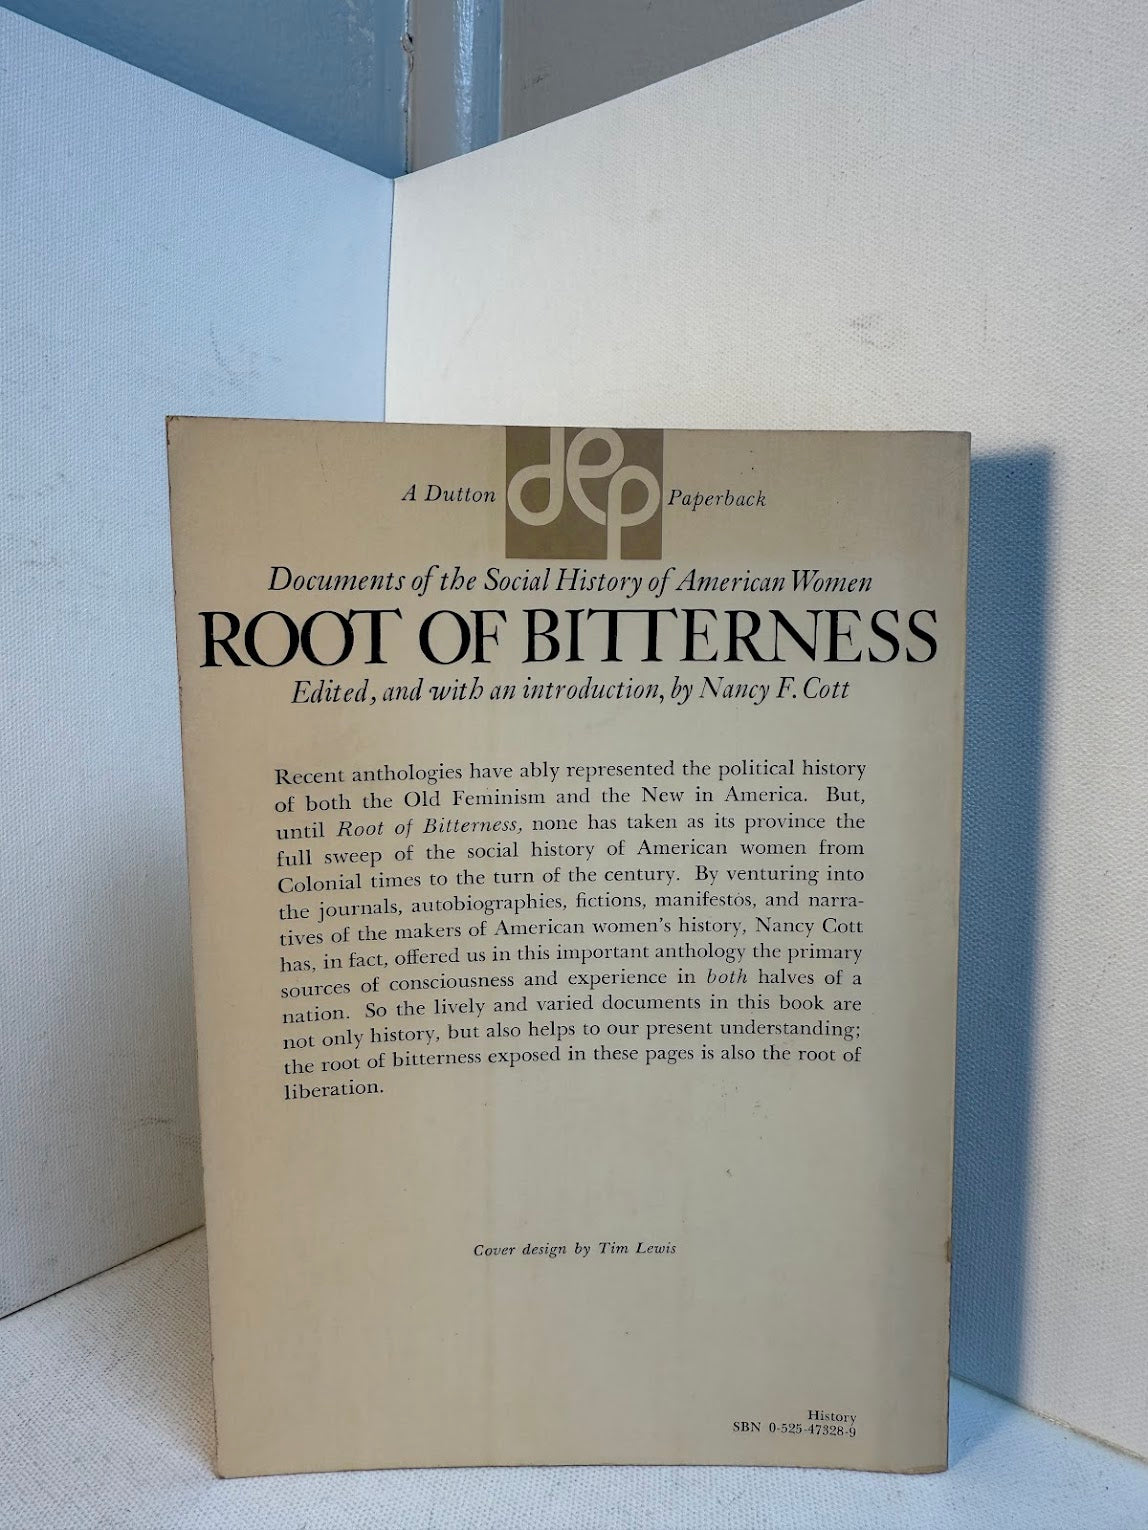 A Dutton dep Paperback
Documents of the Social History of American Women
ROOT OF BITTERNESS
Edited, and with an introduction, by Nancy F. Cott
Recent anthologies have ably represented the political history
of both the Old Feminism and the New in America. But,
until Root of Bitterness, none has taken as its province the
full sweep of the social history of American women from
Colonial times to the turn of the century. By venturing into
the journals, autobiographies, fictions, manifestos, and narra-
tives of the makers of American women's history, Nancy Cott
has, in fact, offered us in this important anthology the primary
sources of consciousness and experience in both halves of a
nation. So the lively and varied documents in this book are
not only history, but also helps to our present understanding;
the root of bitterness exposed in these pages is also the root of
liberation.
Cover design by Tim Lewis
History
SBN 0-525-47328-9